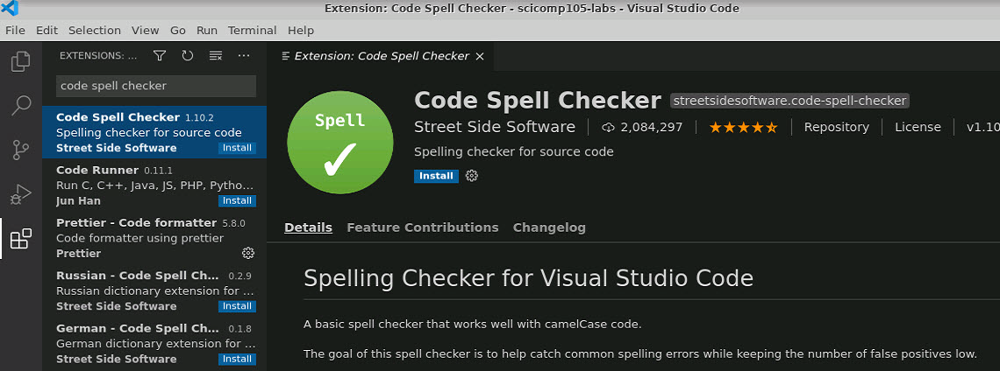 Extension: Code Spell Checker - scicomp105-labs - Visual Studio Code
File Edit Selection View Go Run Terminal Help
EXTENSIONS: ...
code spell checker
Code Spell Checker 1.10.2
Spelling checker for source code
Street Side Software Install
Code Runner 0.11.1
Run C, C++, Java, JS, PHP, Pytho...
Jun Han Install
Prettier - Code formatter 5.8.0
Code formatter using prettier
Prettier
Russian - Code Spell Ch... 0.2.9
Russian dictionary extension for ...
Street Side Software Install
German - Code Spell Ch... 0.1.8
German dictionary extension for ...
Street Side Software Install
Extension: Code Spell Checker
Spell
Code Spell Checker streetsidesoftware.code-spell-checker
Street Side Software 2,084,297 Repository License v1.10
Spelling checker for source code
Install
Details Feature Contributions Changelog
Spelling Checker for Visual Studio Code
A basic spell checker that works well with camelCase code.
The goal of this spell checker is to help catch common spelling errors while keeping the number of false positives low.